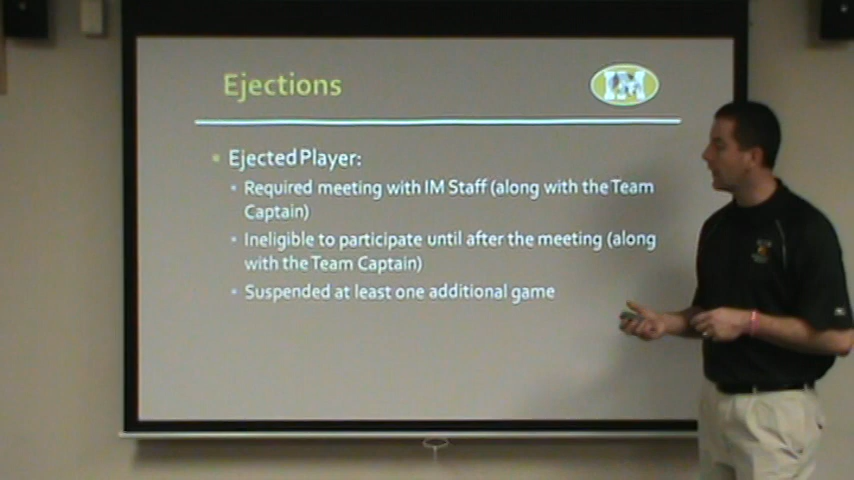 Ejections
IM
Ejected Player:
Required meeting with IM Staff (along with the Team
Captain)
Ineligible to participate until after the meeting (along
with the Team Captain)
Suspended at least one additional game